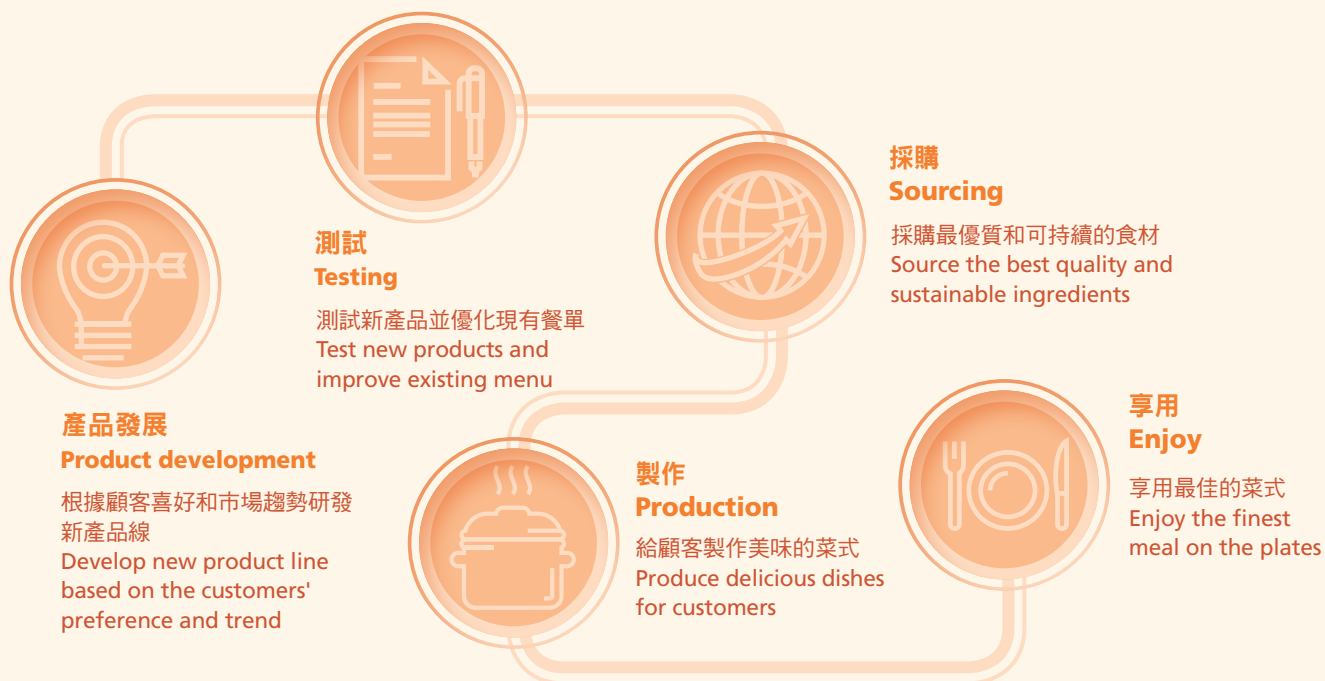 產品發展
Product development
根據顧客喜好和市場趨勢研發
新產品線
Develop new product line
based on the customers'
preference and trend
測試
Testing
測試新產品並優化現有餐單
Test new products and
improve existing menu
採購
Sourcing
採購最優質和可持續的食材
Source the best quality and
sustainable ingredients
製作
Production
給顧客製作美味的菜式
Produce delicious dishes
for customers
享用
Enjoy
享用最佳的菜式
Enjoy the finest
meal on the plates